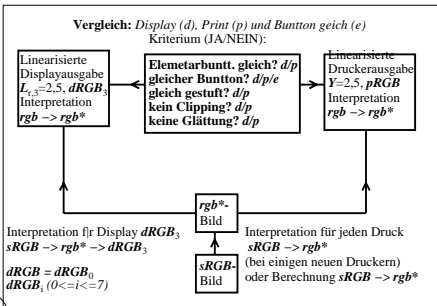 Vergleich: Display (d), Print (p) und Buntton geich (e)
Kriterium (JA/NEIN):
Linearisierte
Displayausgabe
Lr,3=2,5, dRGB3
Interpretation
rgb -> rgb*
Elemetarbuntt. gleich? d/p
gleicher Buntton? d/p/e
gleich gestuft? d/p
kein Clipping? d/p
keine Glättung? d/p
Linearisierte
Druckerausgabe
Y=2,5, pRGB
Interpretation
rgb -> rgb*
rgb*-
Bild
Interpretation f|r Display dRGB3
sRGB -> rgb* -> dRGB3
dRGB = dRGB0
dRGBi (0<=i<=7)
sRGB-
Bild
Interpretation für jeden Druck
sRGB -> rgb*
(bei einigen neuen Druckern)
oder Berechnung sRGB -> rgb*